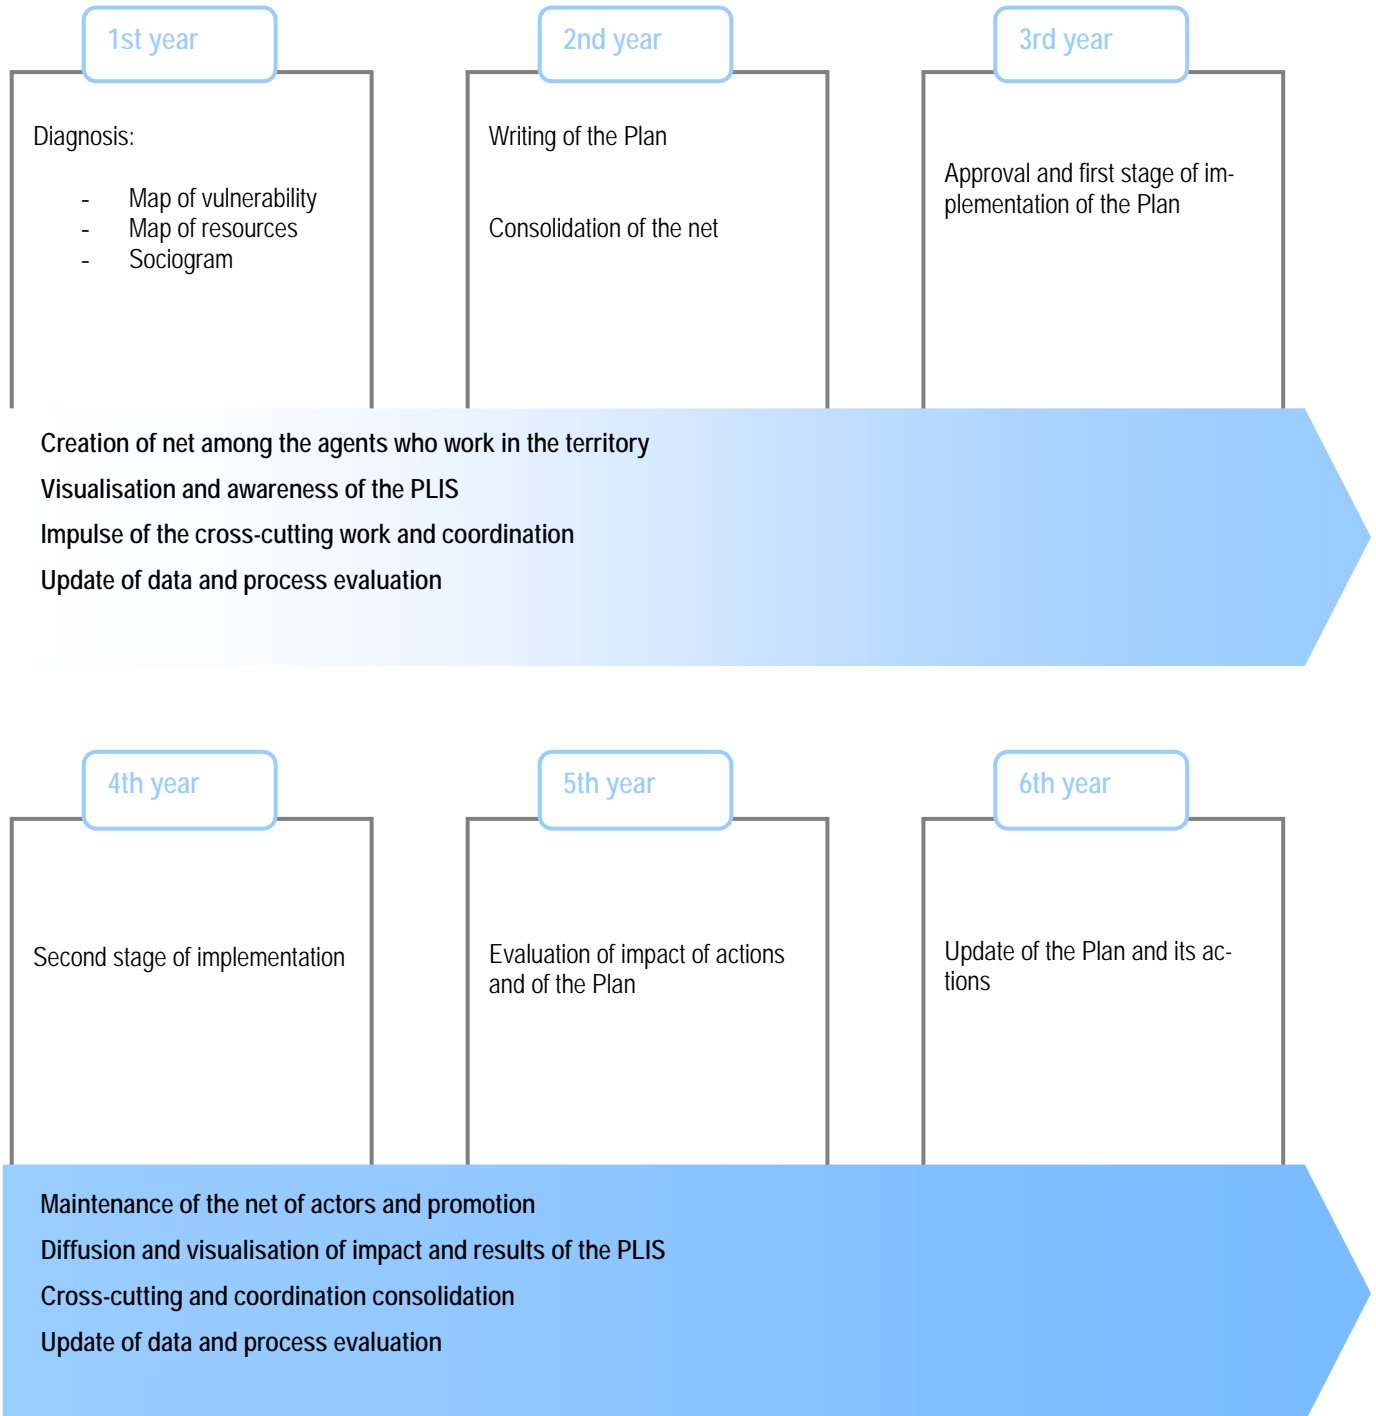 1st year
2nd year
3rd year
Diagnosis:
- Map of vulnerability
- Map of resources
- Sociogram
Writing of the Plan
Consolidation of the net
Approval and first stage of im-
plementation of the Plan
Creation of net among the agents who work in the territory
Visualisation and awareness of the PLIS
Impulse of the cross-cutting work and coordination
Update of data and process evaluation
4th year
5th year
6th year
Second stage of implementation
Evaluation of impact of actions
and of the Plan
Update of the Plan and its ac-
tions
Maintenance of the net of actors and promotion
Diffusion and visualisation of impact and results of the PLIS
Cross-cutting and coordination consolidation
Update of data and process evaluation